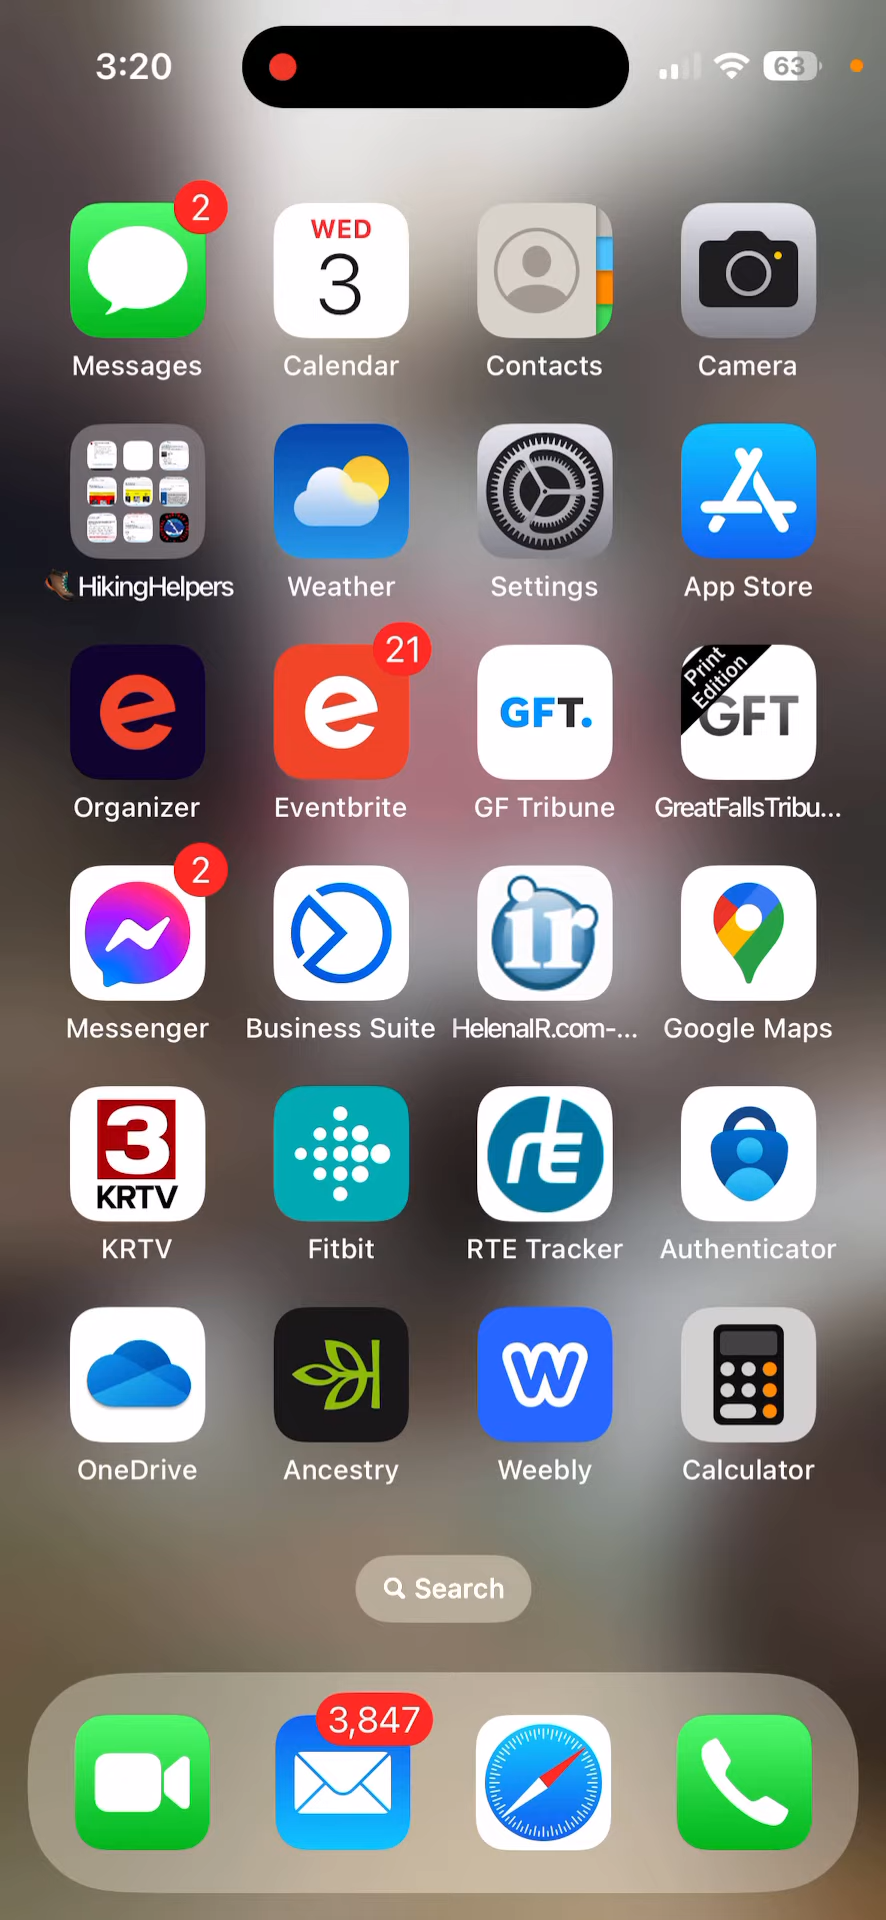 3:20
63
2
WED
3
Messages
Calendar
Contacts
Camera
HikingHelpers
Weather
Settings
App Store
21
e
e
GFT.
Print
Edition
GFT
Organizer
Eventbrite
GF Tribune
GreatFallsTribu...
2
ir
Messenger
Business Suite
HelenaIR.com-...
Google Maps
3
KRTV
rtE
KRTV
Fitbit
RTE Tracker
Authenticator
W
OneDrive
Ancestry
Weebly
Calculator
Search
3,847